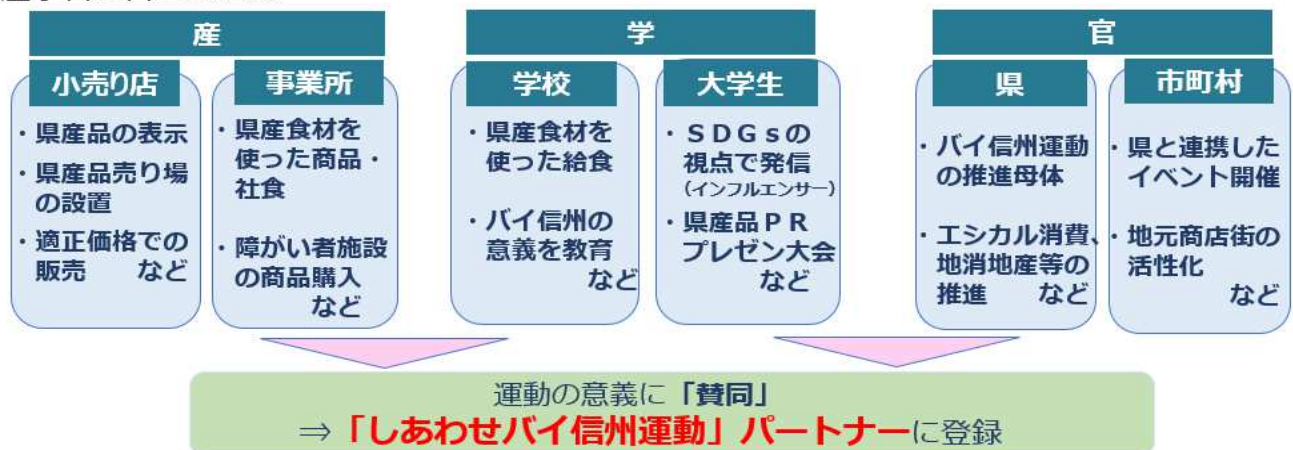 産
小売り店
・県産品の表示
・県産品売り場
の設置
・適正価格での
販売　など
事業所
・県産食材を
使った商品・
社食
・障がい者施設
の商品購入
など
学
学校
・県産食材を
使った給食
・バイ信州の
意義を教育
など
大学生
・ＳＤＧｓの
視点で発信
（インフルエンサー）
・県産品ＰＲ
プレゼン大会
など
官
県
・バイ信州運動
の推進母体
・エシカル消費、
地消地産等の
推進　など
市町村
・県と連携した
イベント開催
・地元商店街の
活性化
など
運動の意義に「賛同」
⇒「しあわせバイ信州運動」パートナーに登録